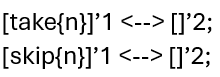 [take{n}]’1 <--> []’2;
[skip{n}]’1 <--> []’2;